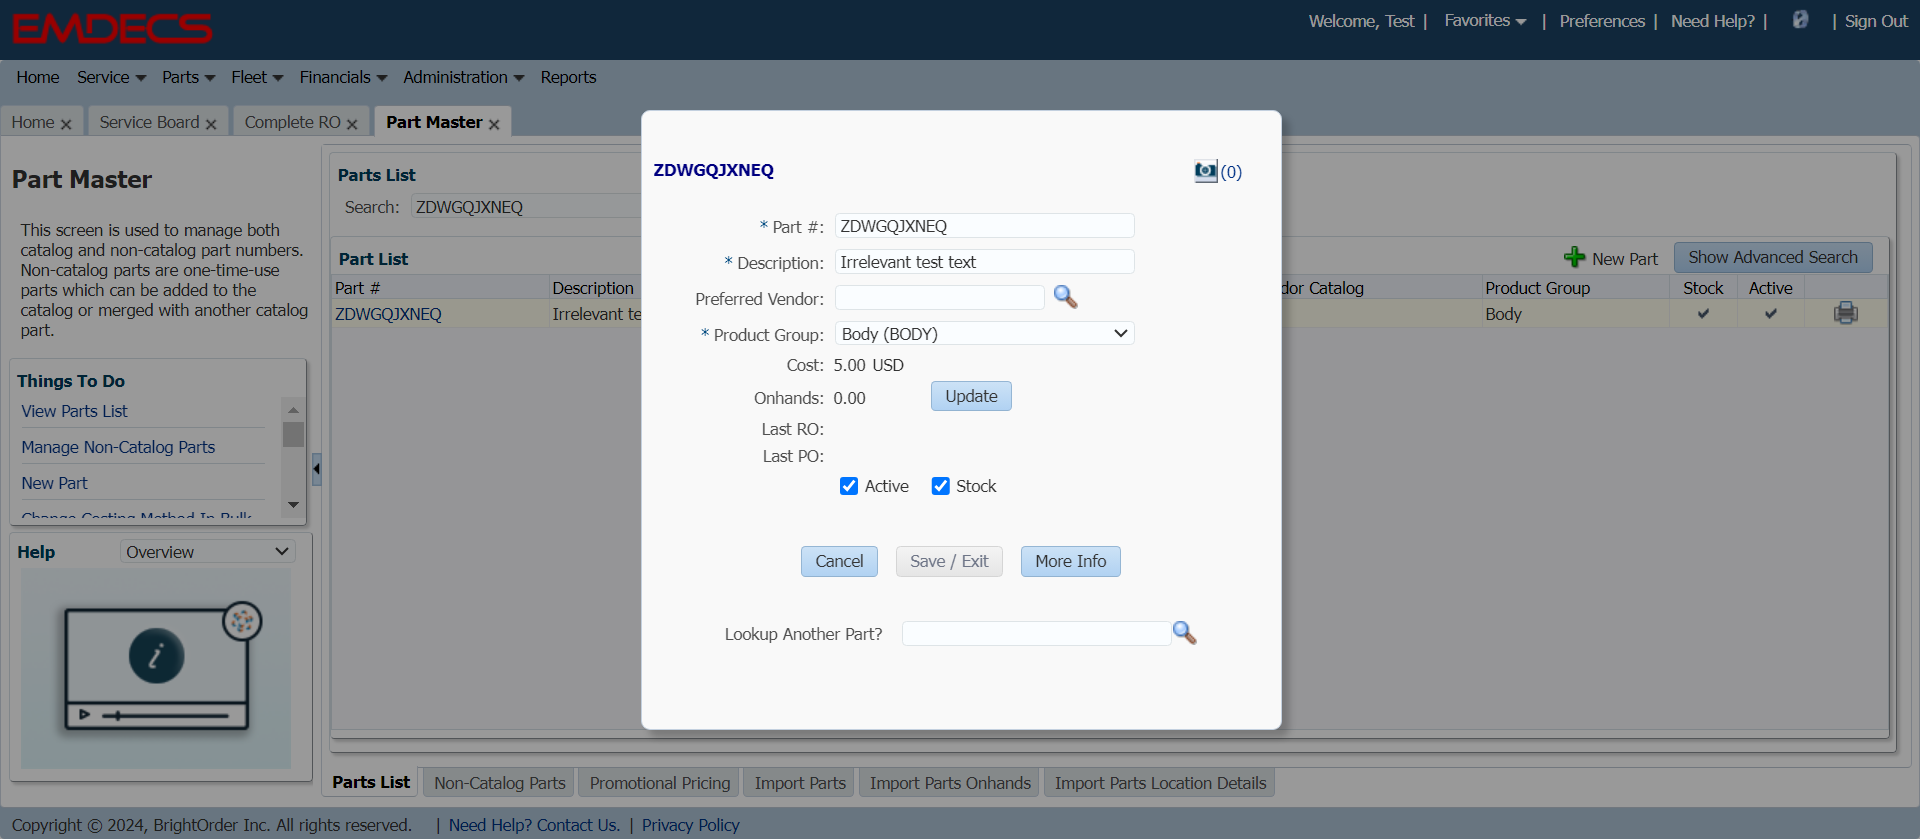 EMDECS
Welcome, Test | Favorites | Preferences | Need Help? | | Sign Out
Home Service Parts Fleet Financials Administration Reports
Home Service Board Complete RO Part Master
Part Master
This screen is used to manage both
catalog and non-catalog part numbers.
Non-catalog parts are one-time-use
parts which can be added to the
catalog or merged with another catalog
part.
Things To Do
View Parts List
Manage Non-Catalog Parts
New Part
Change Costing Method In Bulk
Help Overview
Parts List
Search: ZDWGQJXNEQ
Part List
New Part Show Advanced Search
Part # Description dor Catalog Product Group Stock Active
ZDWGQJXNEQ Irrelevant te Body
ZDWGQJXNEQ
(0)
* Part #: ZDWGQJXNEQ
* Description: Irrelevant test text
Preferred Vendor:
* Product Group: Body (BODY)
Cost: 5.00 USD
Onhands: 0.00 Update
Last RO:
Last PO:
Active Stock
Cancel Save / Exit More Info
Lookup Another Part?
Parts List Non-Catalog Parts Promotional Pricing Import Parts Import Parts Onhands Import Parts Location Details
Copyright © 2024, BrightOrder Inc. All rights reserved. | Need Help? Contact Us. | Privacy Policy